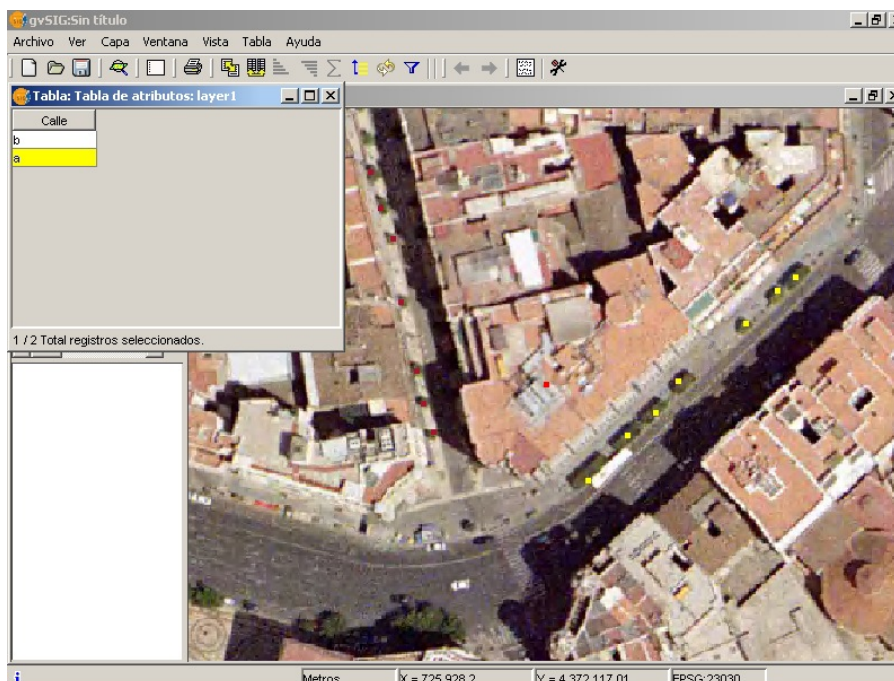 gvSIG:Sin título
Archivo Ver Capa Ventana Vista Tabla Ayuda
Tabla: Tabla de atributos: layer1
Calle
b
a
1 / 2 Total registros seleccionados.
Metros X = 725.928,2 Y = 4.372.117,01 EPSG:23030